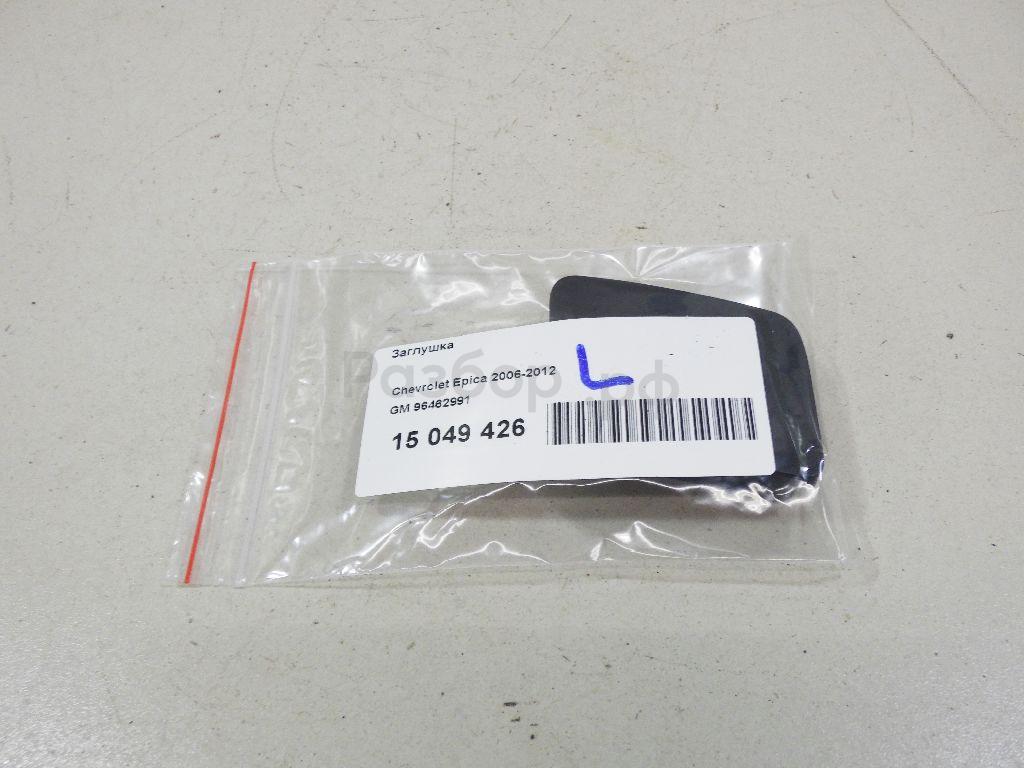 Заглушка
Chevrolet Epica 2006-2012
GM 96462991
15 049 426
L
Разбор.рф